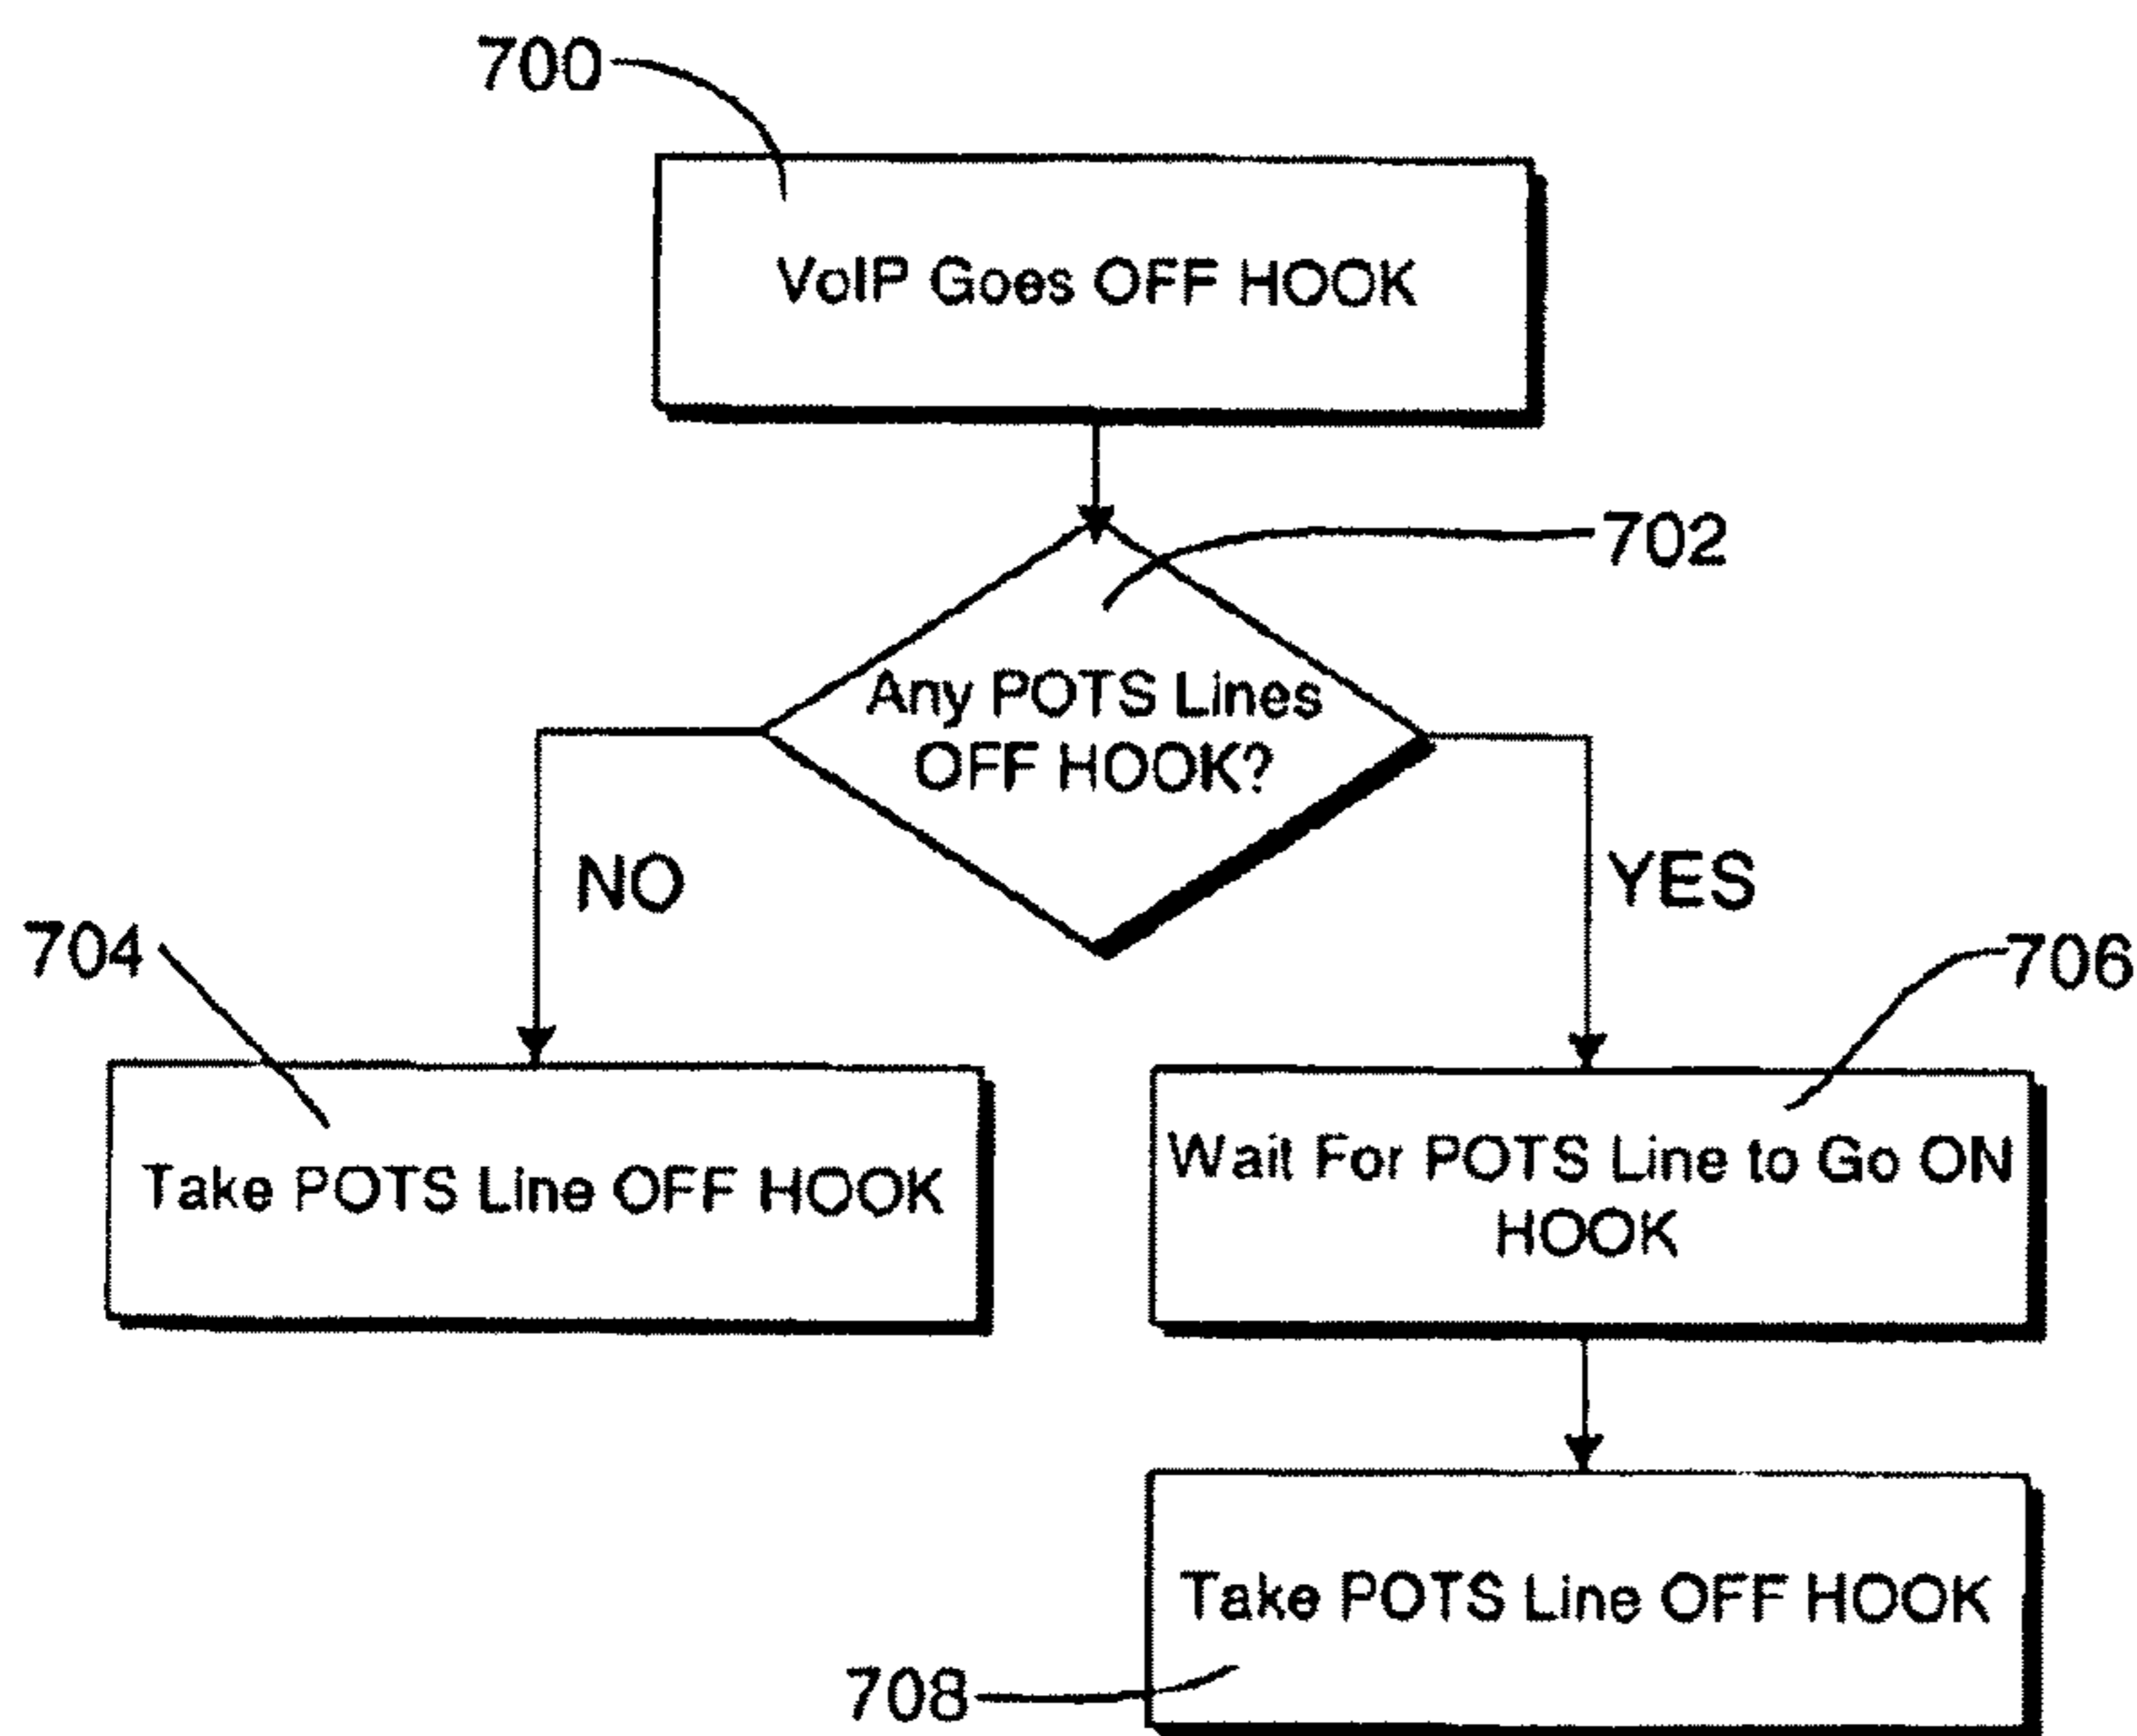 700
VoIP Goes OFF HOOK
702
Any POTS Lines
OFF HOOK?
NO
YES
704
706
Take POTS Line OFF HOOK
Wait For POTS Line to Go ON
HOOK
Take POTS Line OFF HOOK
708